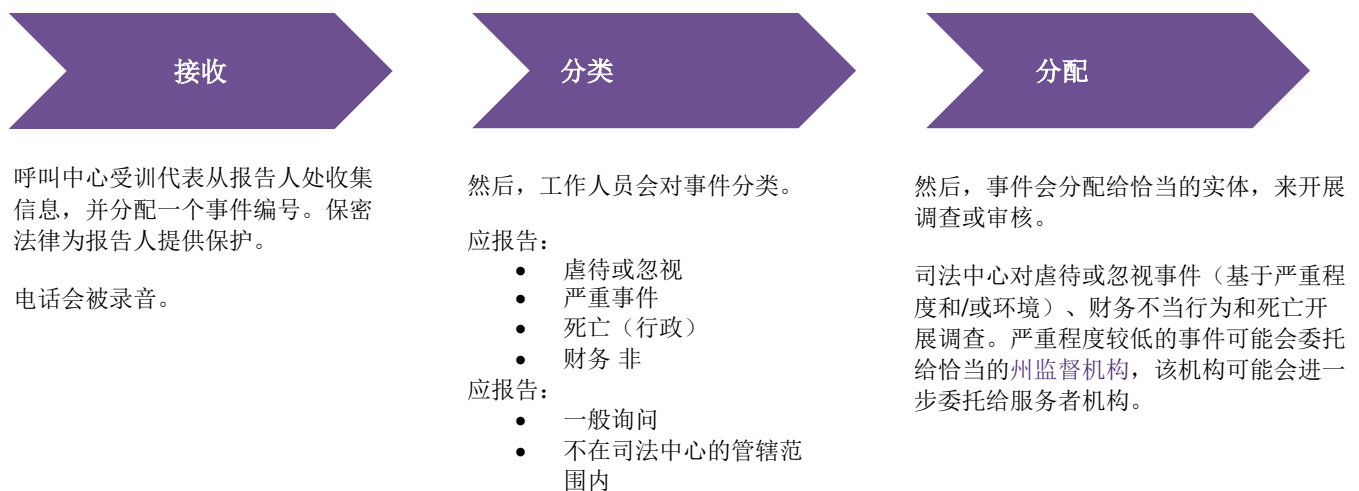 接收
呼叫中心受训代表从报告人处收集
信息，并分配一个事件编号。保密
法律为报告人提供保护。
电话会被录音。
分类
然后，工作人员会对事件分类。
应报告：
● 虐待或忽视
● 严重事件
● 死亡（行政）
● 财务 非
应报告：
● 一般询问
● 不在司法中心的管辖范
围内
分配
然后，事件会分配给恰当的实体，来开展
调查或审核。
司法中心对虐待或忽视事件（基于严重程
度和/或环境）、财务不当行为和死亡开
展调查。严重程度较低的事件可能会委托
给恰当的州监督机构，该机构可能会进一
步委托给服务者机构。